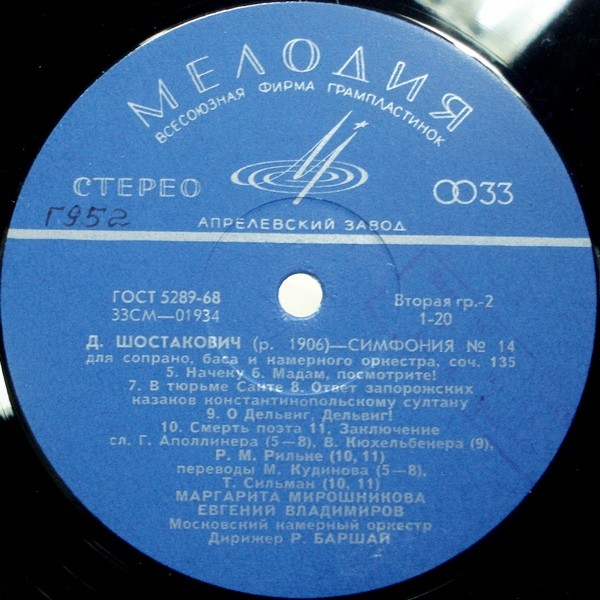 МЕЛОДИЯ
ВСЕСОЮЗНАЯ ФИРМА ГРАМПЛАСТИНОК
СТЕРЕО
33
Г952
АПРЕЛЕВСКИЙ ЗАВОД
ГОСТ 5289-68
Вторая гр.-2
33СМ—01934
1-20
Д. ШОСТАКОВИЧ (р. 1906)—СИМФОНИЯ № 14
для сопрано, баса и камерного оркестра, соч. 135
5. Начеку 6. Мадам, посмотрите!
7. В тюрьме Санте 8. Ответ запорожских
казаков константинопольскому султану
9. О Дельвиг, Дельвиг!
10. Смерть поэта 11. Заключение
сл. Г. Аполлинера (5—8), В. Кюхельбекера (9),
Р. М. Рильке (10, 11)
переводы М. Кудинова (5—8),
Т. Сильман (10, 11)
МАРГАРИТА МИРОШНИКОВА
ЕВГЕНИЙ ВЛАДИМИРОВ
Московский камерный оркестр
Дирижер Р. БАРШАЙ